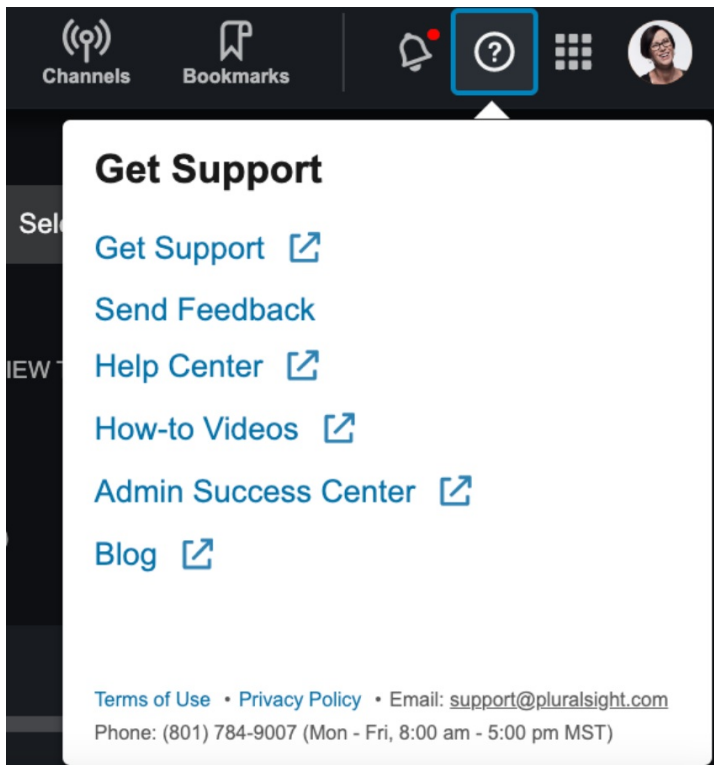 Channels
Bookmarks
Get Support
Get Support
Send Feedback
Help Center
How-to Videos
Admin Success Center
Blog
Terms of Use • Privacy Policy • Email: support@pluralsight.com
Phone: (801) 784-9007 (Mon - Fri, 8:00 am - 5:00 pm MST)